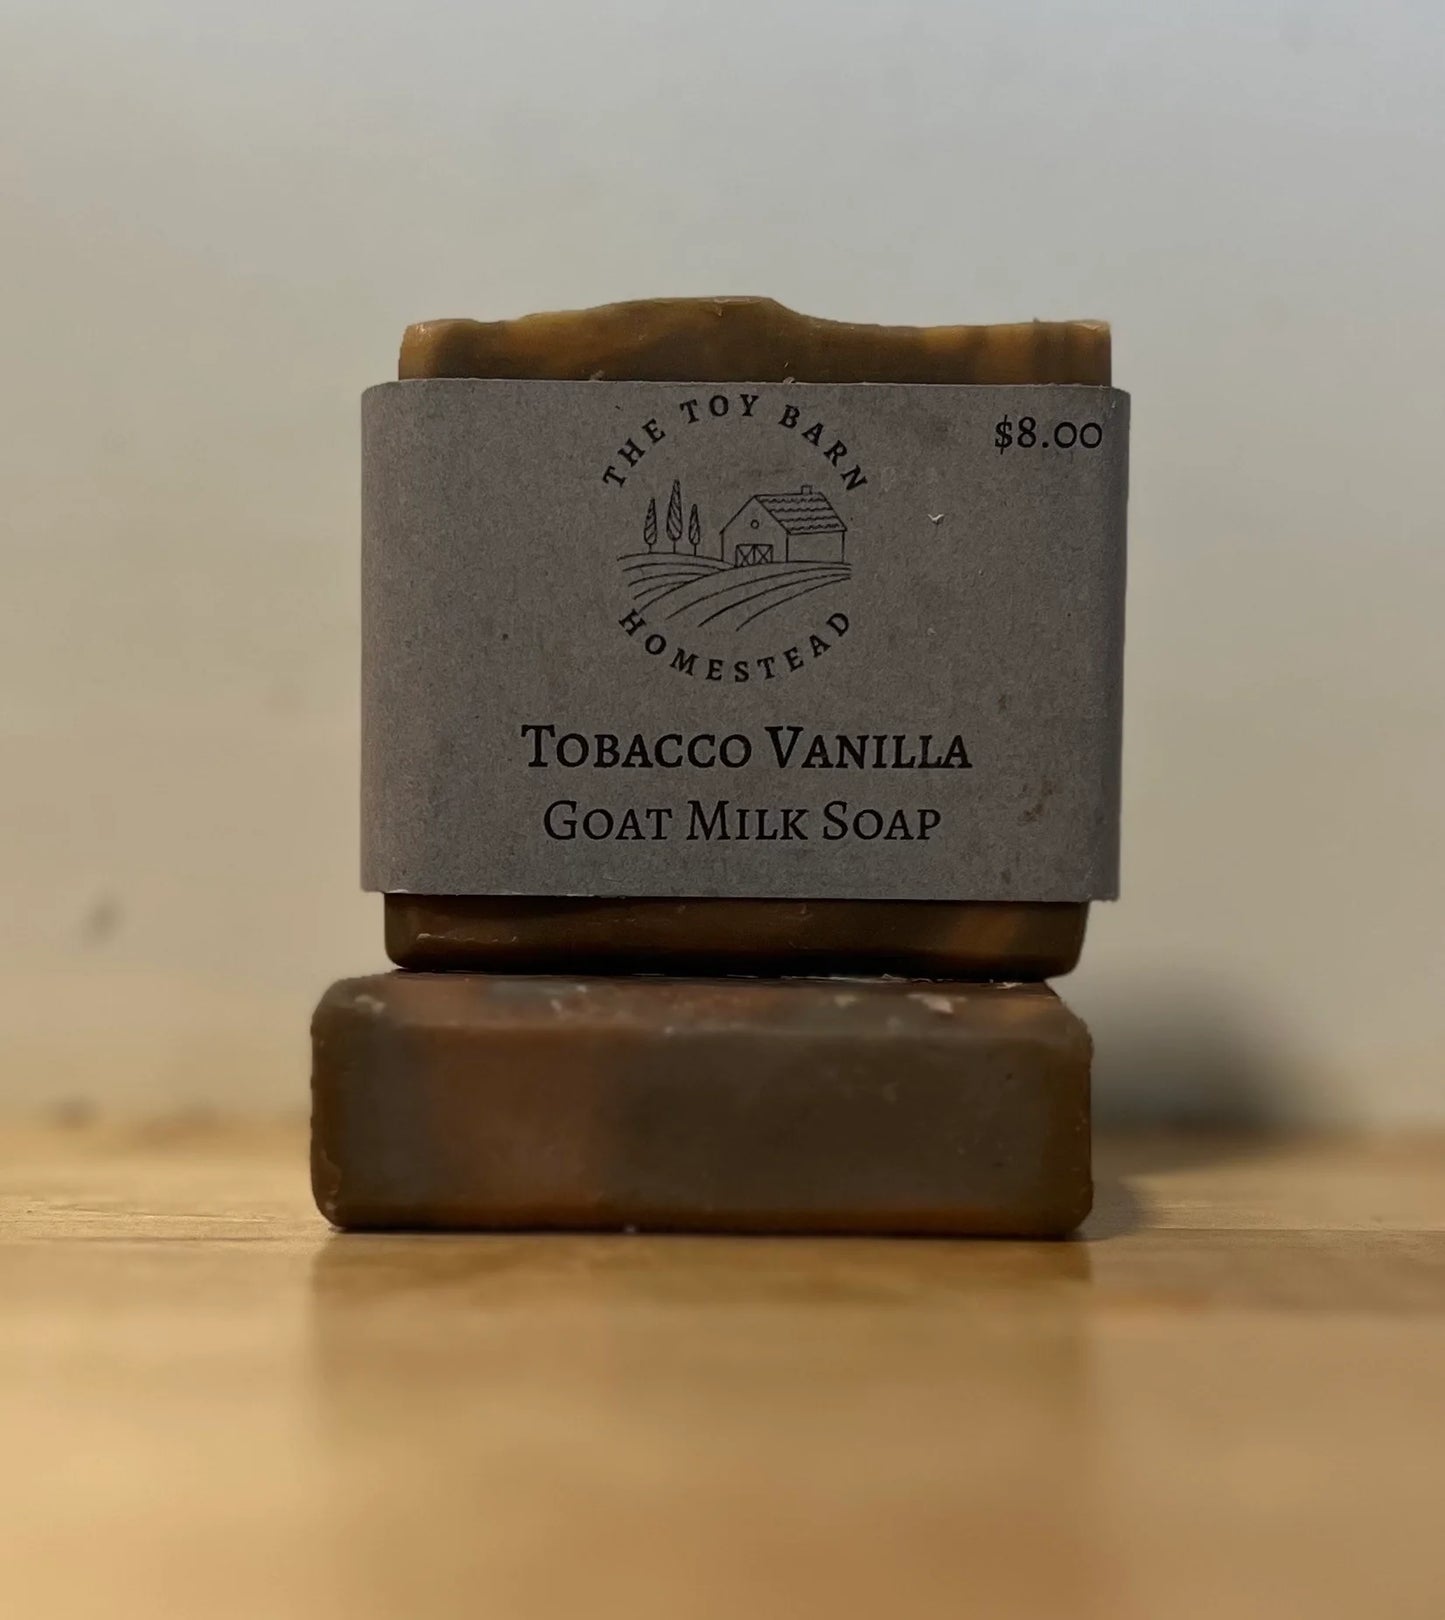 THE TOY BARN
HOMESTEAD
$8.00
TOBACCO VANILLA
GOAT MILK SOAP